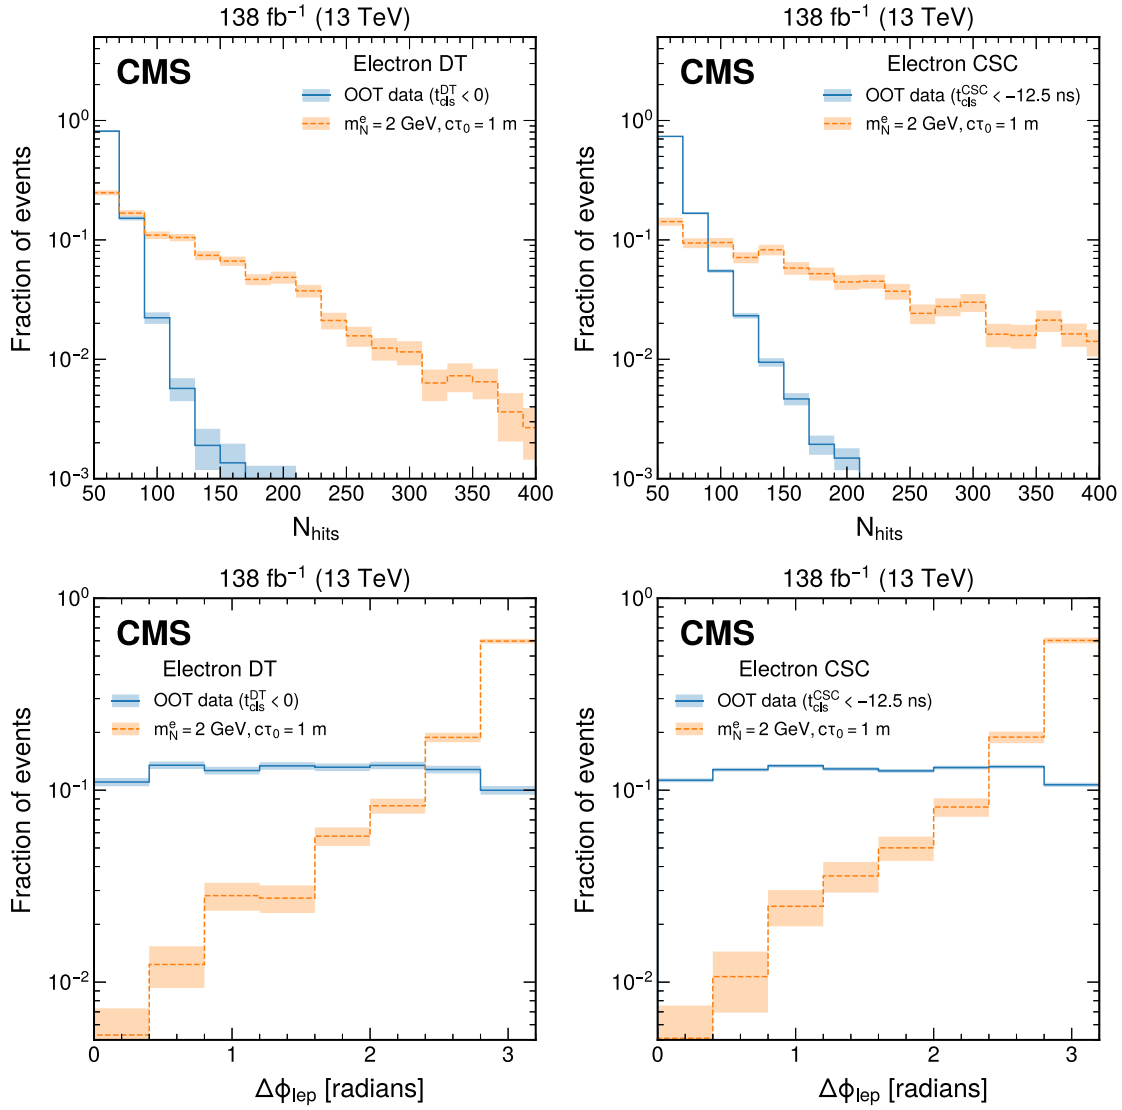 138 fb⁻¹ (13 TeV)
CMS
Electron DT
OOT data (t_cls^DT < 0)
m_N^e = 2 GeV, cτ₀ = 1 m
Fraction of events
10⁰
10⁻¹
10⁻²
10⁻³
50 100 150 200 250 300 350 400
N_hits
138 fb⁻¹ (13 TeV)
CMS
Electron CSC
OOT data (t_cls^CSC < −12.5 ns)
m_N^e = 2 GeV, cτ₀ = 1 m
Fraction of events
10⁰
10⁻¹
10⁻²
10⁻³
50 100 150 200 250 300 350 400
N_hits
138 fb⁻¹ (13 TeV)
CMS
Electron DT
OOT data (t_cls^DT < 0)
m_N^e = 2 GeV, cτ₀ = 1 m
Fraction of events
10⁰
10⁻¹
10⁻²
0 1 2 3
Δϕ_lep [radians]
138 fb⁻¹ (13 TeV)
CMS
Electron CSC
OOT data (t_cls^CSC < −12.5 ns)
m_N^e = 2 GeV, cτ₀ = 1 m
Fraction of events
10⁰
10⁻¹
10⁻²
0 1 2 3
Δϕ_lep [radians]